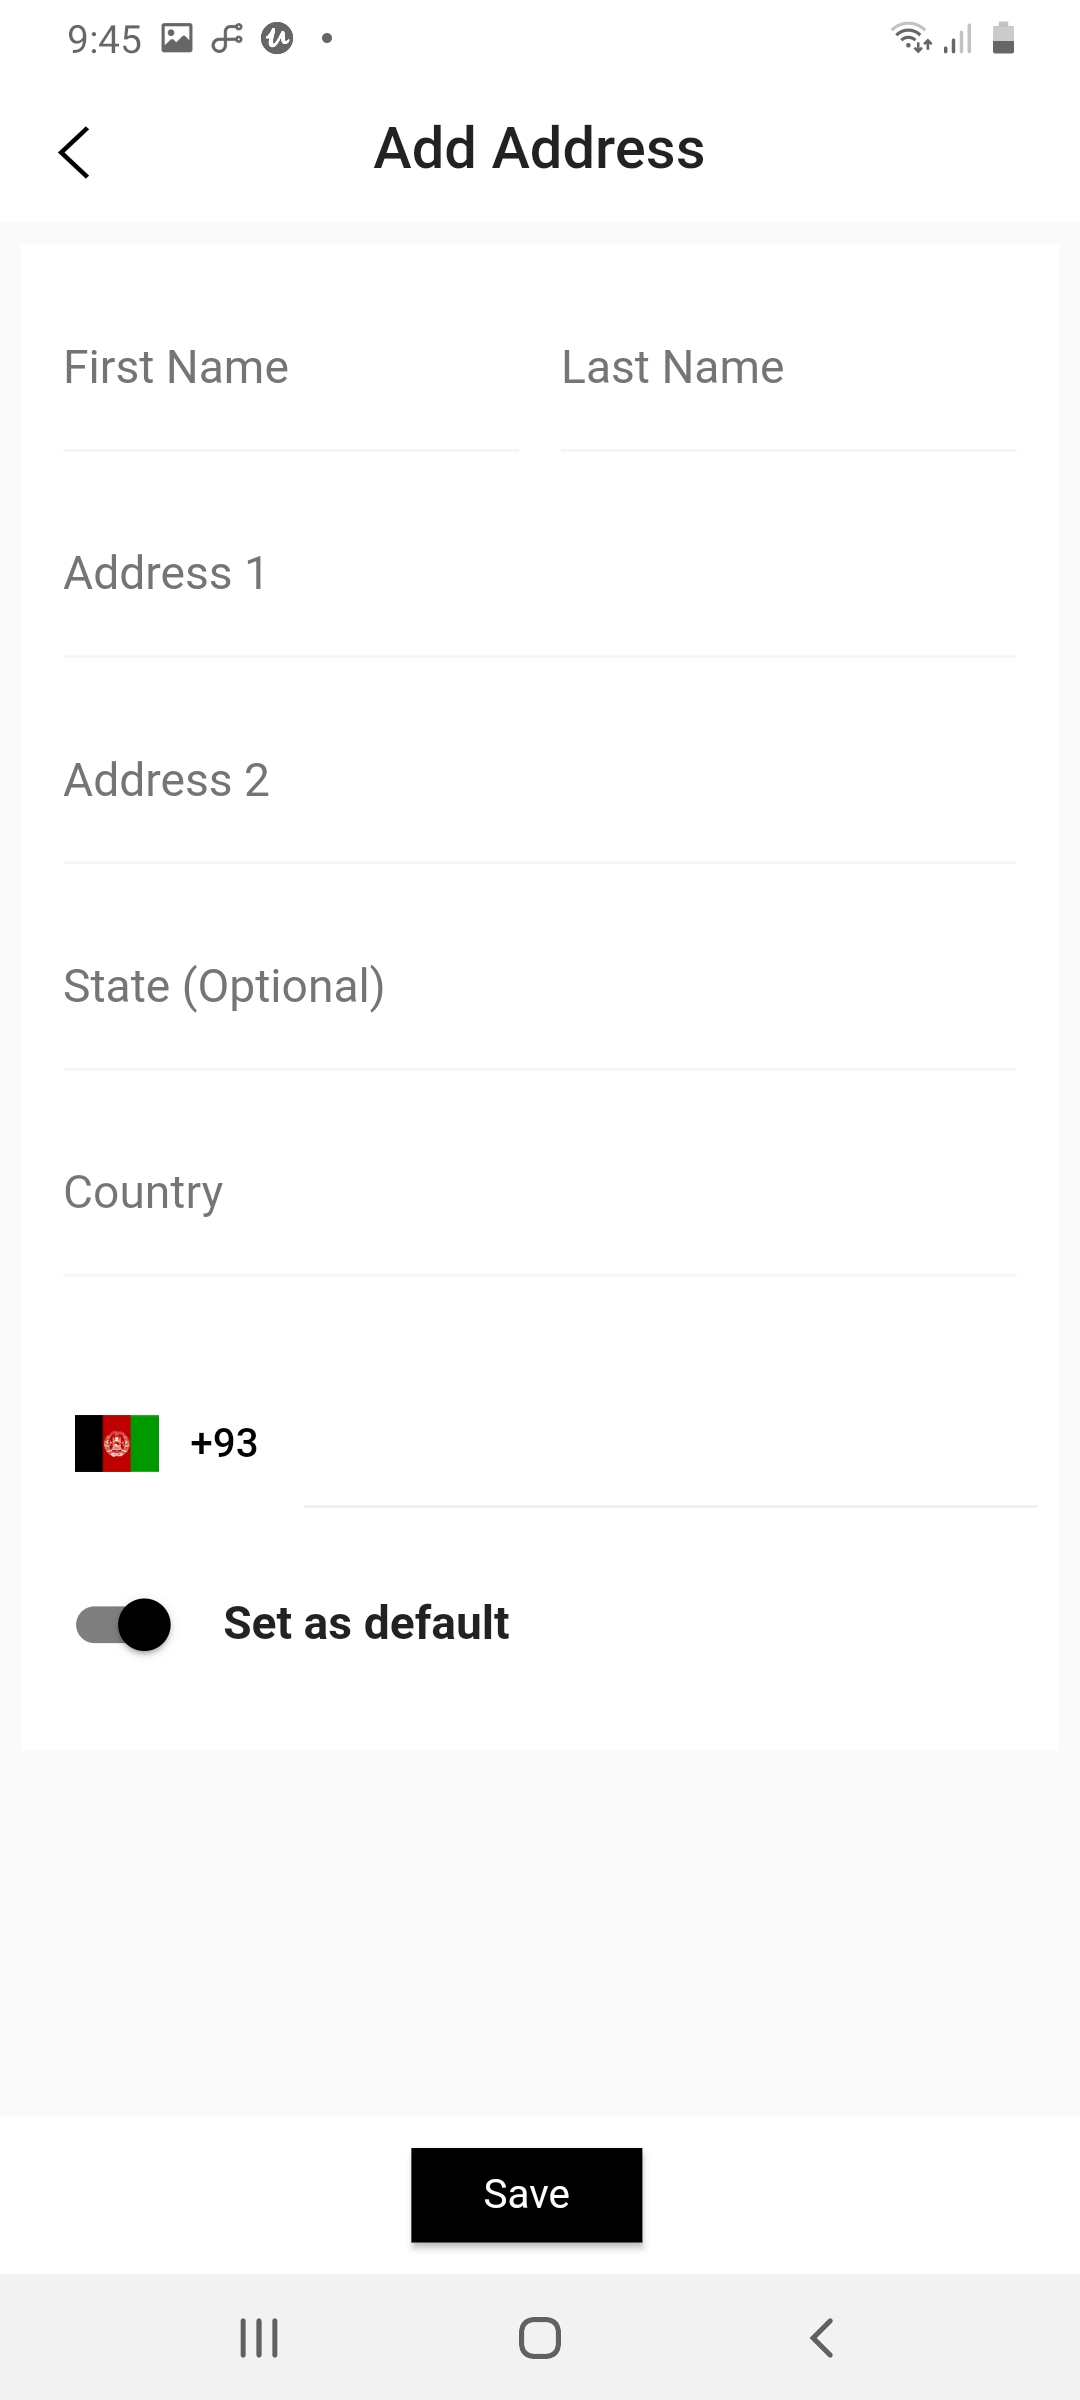 9:45
Add Address
First Name Last Name
Address 1
Address 2
State (Optional)
Country
+93
Set as default
Save